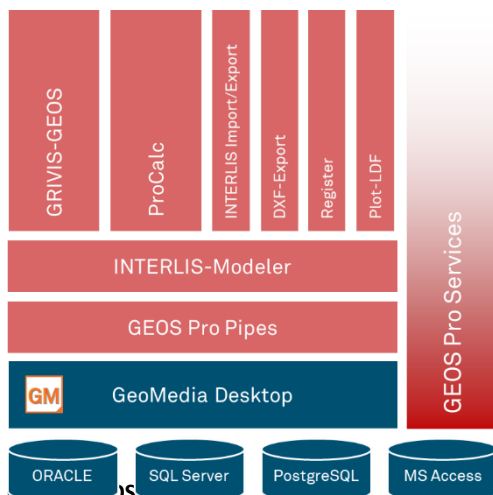 GRIVIS-GEOS
ProCalc
INTERLIS Import/Export
DXF-Export
Register
Plot-LDF
GEOS Pro Services
INTERLIS-Modeler
GEOS Pro Pipes
GM
GeoMedia Desktop
ORACLE
SQL Server
PostgreSQL
MS Access